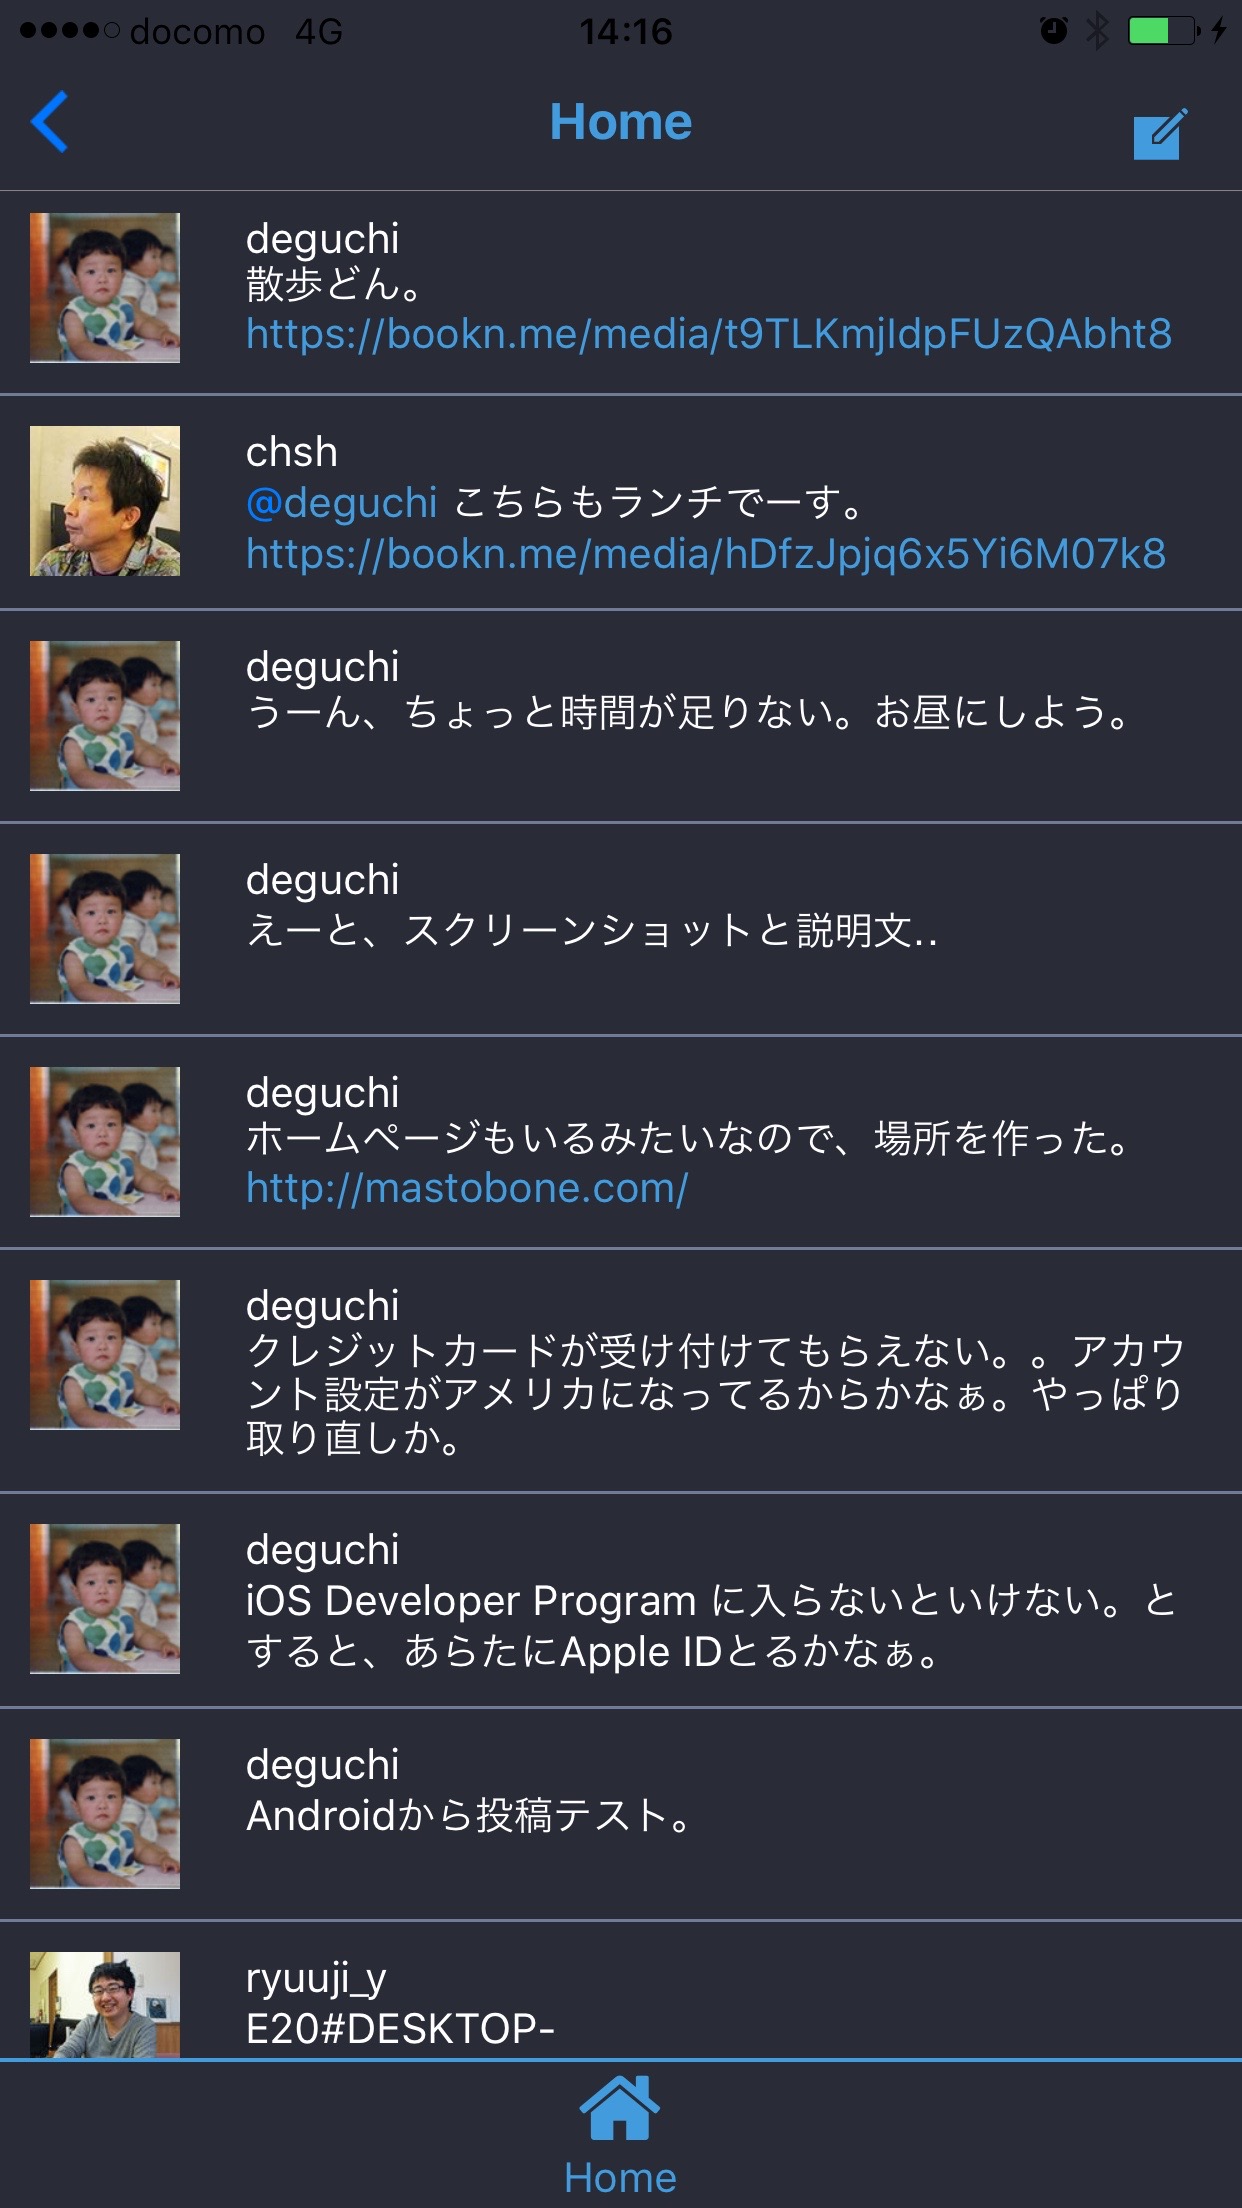 docomo 4G 14:16
Home
deguchi
散歩どん。
https://bookn.me/media/t9TLKmjIdpFUzQAbht8
chsh
@deguchi こちらもランチでーす。
https://bookn.me/media/hDfzJpjq6x5Yi6M07k8
deguchi
うーん、ちょっと時間が足りない。お昼にしよう。
deguchi
えーと、スクリーンショットと説明文..
deguchi
ホームページもいるみたいなので、場所を作った。
http://mastobone.com/
deguchi
クレジットカードが受け付けてもらえない。。アカウ
ント設定がアメリカになってるからかなぁ。やっぱり
取り直しか。
deguchi
iOS Developer Program に入らないといけない。と
すると、あらたにApple IDとるかなぁ。
deguchi
Androidから投稿テスト。
ryuuji_y
E20#DESKTOP-
Home